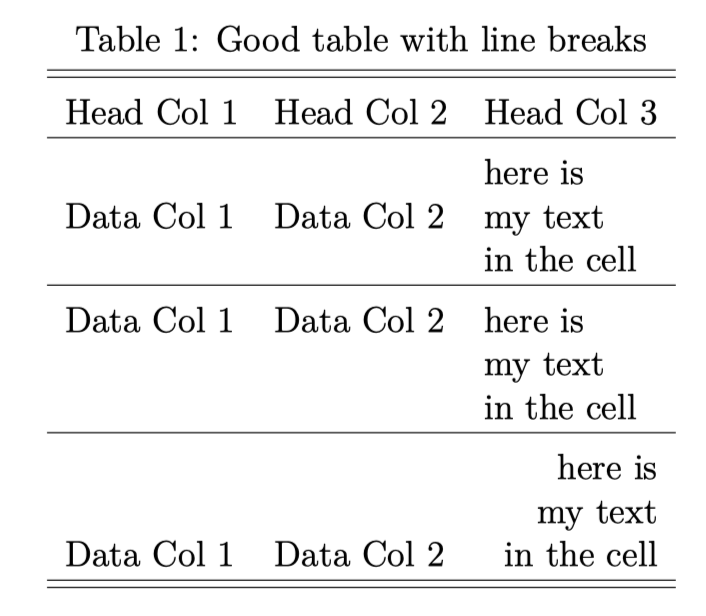 Table 1: Good table with line breaks
Head Col 1 Head Col 2 Head Col 3
here is
Data Col 1 Data Col 2 my text
in the cell
Data Col 1 Data Col 2 here is
my text
in the cell
here is
my text
Data Col 1 Data Col 2 in the cell